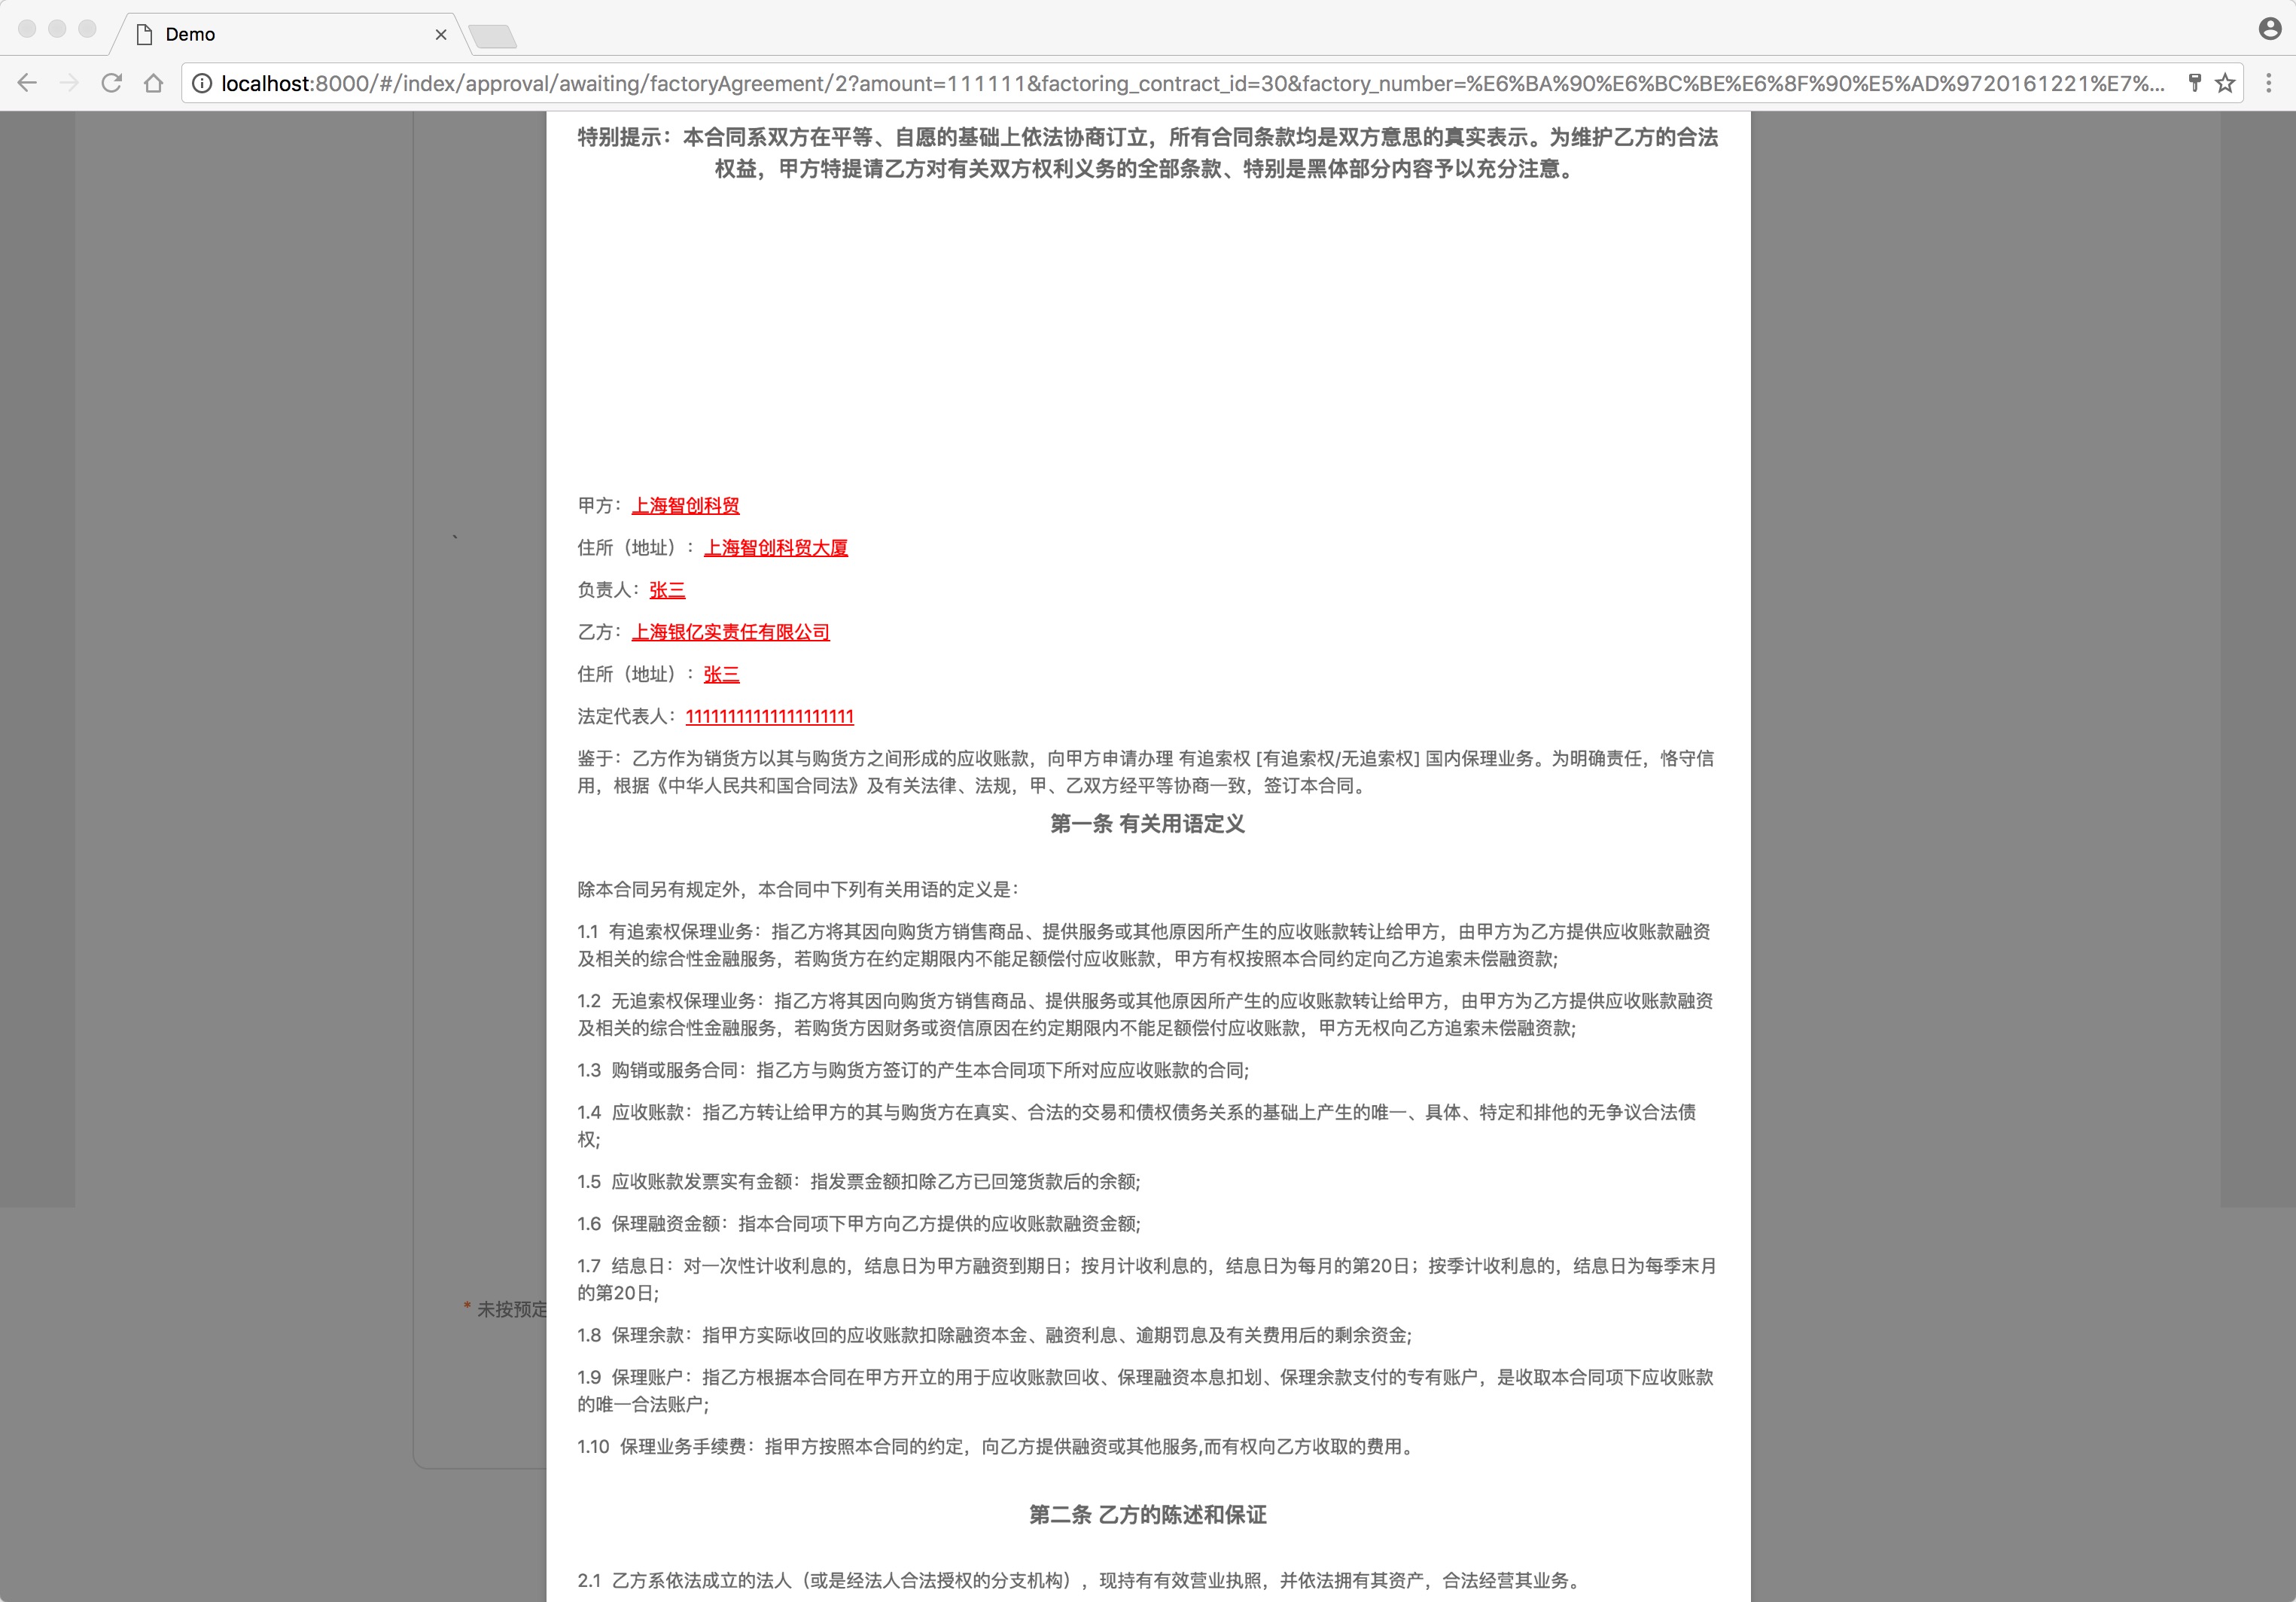 Demo
localhost:8000/#/index/approval/awaiting/factoryAgreement/2?amount=111111&factoring_contract_id=30&factory_number=%E6%BA%90%E6%BC%BE%E6%8F%90%E5%AD%9720161221%E7%...
特别提示：本合同系双方在平等、自愿的基础上依法协商订立，所有合同条款均是双方意思的真实表示。为维护乙方的合法
权益，甲方特提请乙方对有关双方权利义务的全部条款、特别是黑体部分内容予以充分注意。
甲方：上海智创科贸
住所（地址）：上海智创科贸大厦
负责人：张三
乙方：上海银亿实责任有限公司
住所（地址）：张三
法定代表人：11111111111111111111
鉴于：乙方作为销货方以其与购货方之间形成的应收账款，向甲方申请办理 有追索权 [有追索权/无追索权] 国内保理业务。为明确责任，恪守信
用，根据《中华人民共和国合同法》及有关法律、法规，甲、乙双方经平等协商一致，签订本合同。
第一条 有关用语定义
除本合同另有规定外，本合同中下列有关用语的定义是：
1.1 有追索权保理业务：指乙方将其因向购货方销售商品、提供服务或其他原因所产生的应收账款转让给甲方，由甲方为乙方提供应收账款融资
及相关的综合性金融服务，若购货方在约定期限内不能足额偿付应收账款，甲方有权按照本合同约定向乙方追索未偿融资款;
1.2 无追索权保理业务：指乙方将其因向购货方销售商品、提供服务或其他原因所产生的应收账款转让给甲方，由甲方为乙方提供应收账款融资
及相关的综合性金融服务，若购货方因财务或资信原因在约定期限内不能足额偿付应收账款，甲方无权向乙方追索未偿融资款;
1.3 购销或服务合同：指乙方与购货方签订的产生本合同项下所对应应收账款的合同;
1.4 应收账款：指乙方转让给甲方的其与购货方在真实、合法的交易和债权债务关系的基础上产生的唯一、具体、特定和排他的无争议合法债
权;
1.5 应收账款发票实有金额：指发票金额扣除乙方已回笼货款后的余额;
1.6 保理融资金额：指本合同项下甲方向乙方提供的应收账款融资金额;
1.7 结息日：对一次性计收利息的，结息日为甲方融资到期日；按月计收利息的，结息日为每月的第20日；按季计收利息的，结息日为每季末月
的第20日;
* 未按预定
1.8 保理余款：指甲方实际收回的应收账款扣除融资本金、融资利息、逾期罚息及有关费用后的剩余资金;
1.9 保理账户：指乙方根据本合同在甲方开立的用于应收账款回收、保理融资本息扣划、保理余款支付的专有账户，是收取本合同项下应收账款
的唯一合法账户;
1.10 保理业务手续费：指甲方按照本合同的约定，向乙方提供融资或其他服务,而有权向乙方收取的费用。
第二条 乙方的陈述和保证
2.1 乙方系依法成立的法人（或是经法人合法授权的分支机构），现持有有效营业执照，并依法拥有其资产，合法经营其业务。